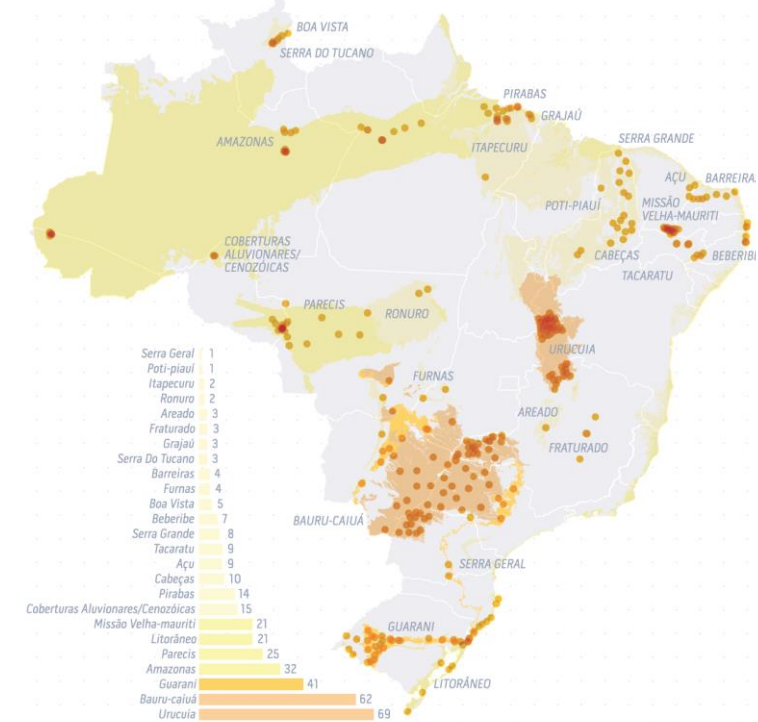 BOA VISTA
SERRA DO TUCANO
PIRABAS
GRAJAÚ
AMAZONAS
ITAPECURU
SERRA GRANDE
AÇU
BARREIRA
POTI-PIAUÍ
MISSÃO
VELHA-MAURITI
COBERTURAS
ALUVIONARES/
CENOZÓICAS
CABEÇAS
BEBERIBE
TACARATU
PARECIS
RONURO
URUCUIA
FURNAS
AREADO
FRATURADO
BAURU-CAIUÁ
SERRA GERAL
GUARANI
LITORÂNEO
Serra Geral 1
Poti-piauí 1
Itapecuru 2
Ronuro 2
Areado 3
Fraturado 3
Grajaú 3
Serra Do Tucano 3
Barreiras 4
Furnas 4
Boa Vista 5
Beberibe 7
Serra Grande 8
Tacaratu 9
Açu 9
Cabeças 10
Pirabas 14
Coberturas Aluvionares/Cenozóicas 15
Missão Velha-mauriti 21
Litorâneo 21
Parecis 25
Amazonas 32
Guarani 41
Bauru-caiuá 62
Urucuia 69